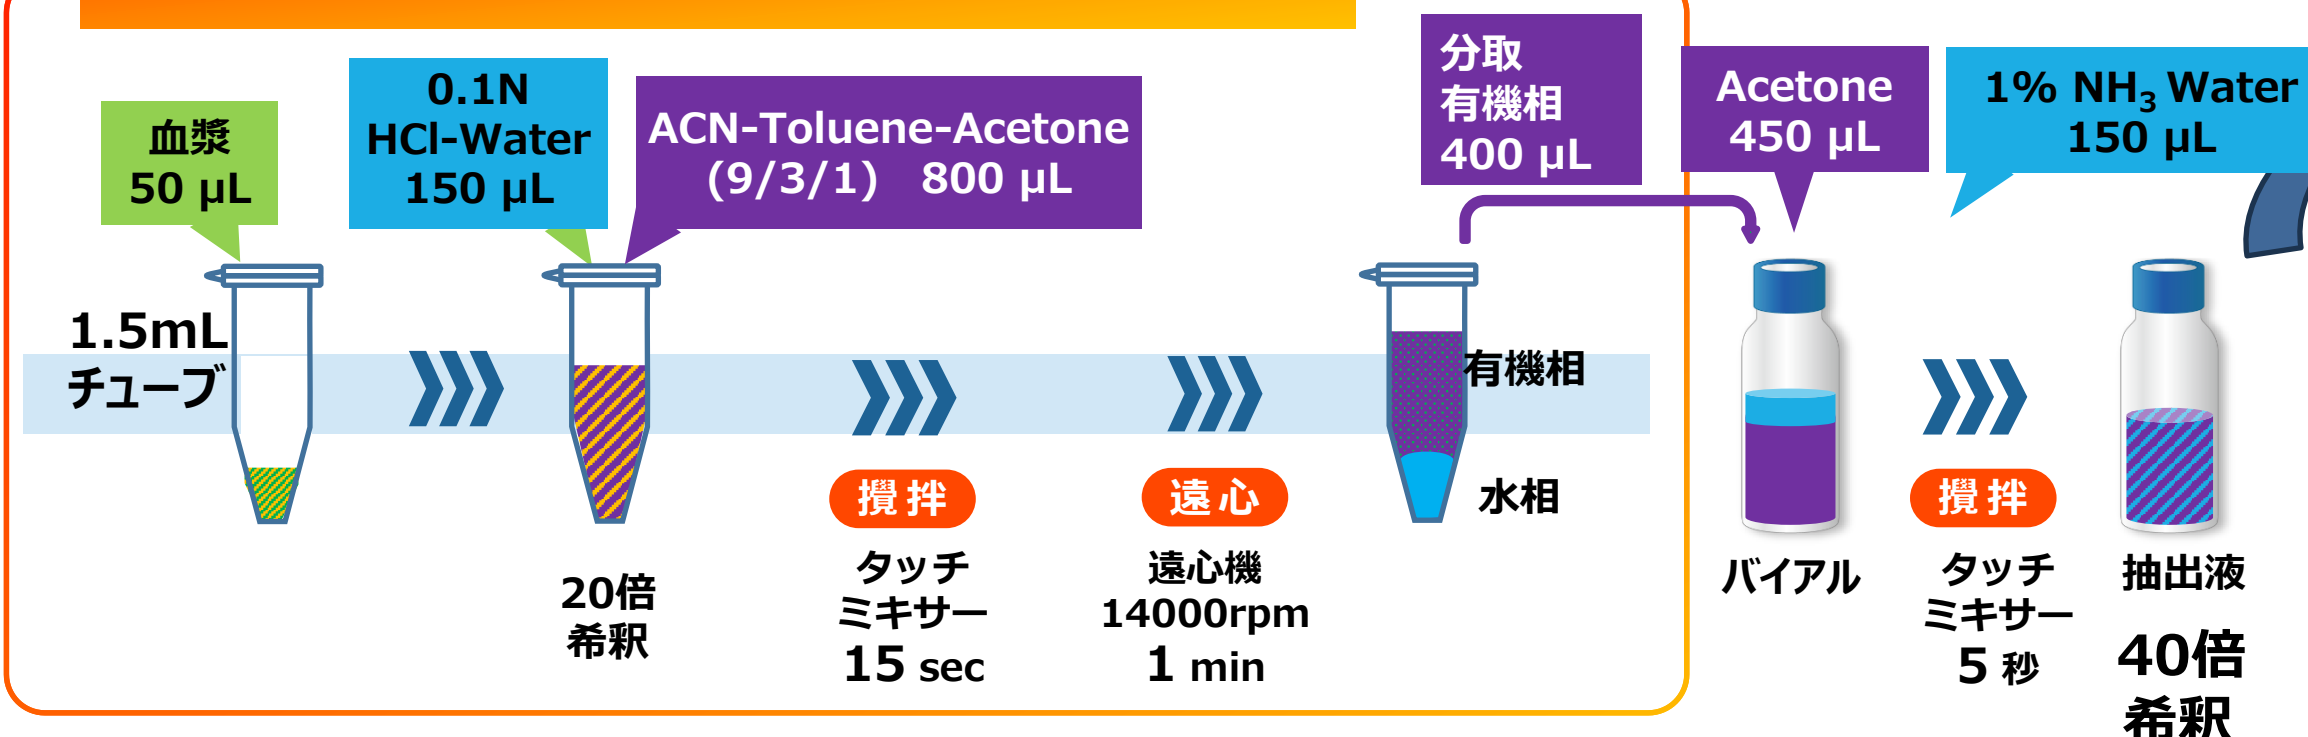 血漿
50 μL
0.1N
HCl-Water
150 μL
ACN-Toluene-Acetone
(9/3/1) 800 μL
分取
有機相
400 μL
Acetone
450 μL
1% NH₃ Water
150 μL
1.5mL
チューブ
20倍
希釈
攪拌
タッチ
ミキサー
15 sec
遠心
遠心機
14000rpm
1 min
有機相
水相
バイアル
攪拌
タッチ
ミキサー
5 秒
抽出液
40倍
希釈